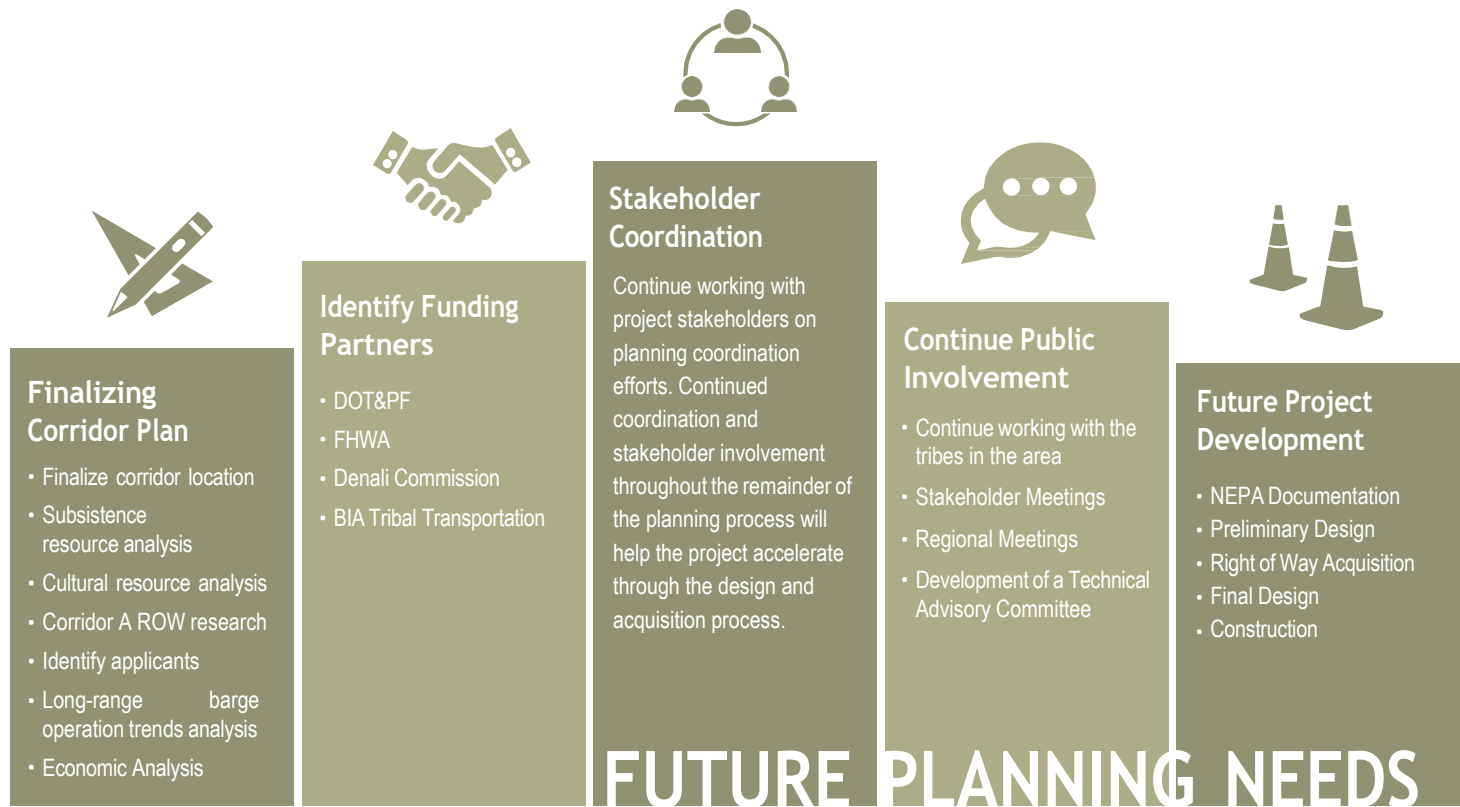 Finalizing
Corridor Plan
• Finalize corridor location
• Subsistence
resource analysis
• Cultural resource analysis
• Corridor A ROW research
• Identify applicants
• Long-range barge
operation trends analysis
• Economic Analysis
Identify Funding
Partners
• DOT&PF
• FHWA
• Denali Commission
• BIA Tribal Transportation
Stakeholder
Coordination
Continue working with
project stakeholders on
planning coordination
efforts. Continued
coordination and
stakeholder involvement
throughout the remainder of
the planning process will
help the project accelerate
through the design and
acquisition process.
Continue Public
Involvement
• Continue working with the
tribes in the area
• Stakeholder Meetings
• Regional Meetings
• Development of a Technical
Advisory Committee
Future Project
Development
• NEPA Documentation
• Preliminary Design
• Right of Way Acquisition
• Final Design
• Construction
FUTURE PLANNING NEEDS